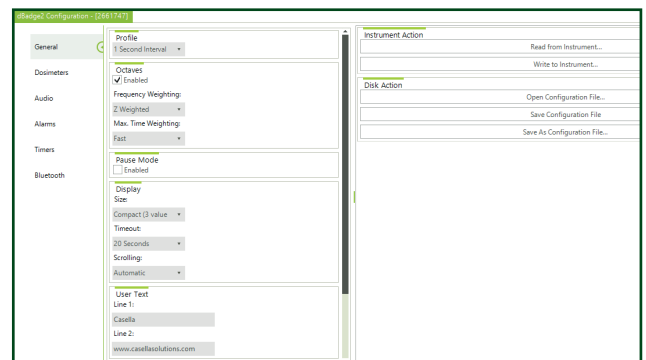 dBadge2 Configuration - [2661747]
General
Dosimeters
Audio
Alarms
Timers
Bluetooth
Profile
1 Second Interval
Octaves
Enabled
Frequency Weighting:
Z Weighted
Max. Time Weighting:
Fast
Pause Mode
Enabled
Display
Size:
Compact (3 value
Timeout:
20 Seconds
Scrolling:
Automatic
User Text
Line 1:
Casella
Line 2:
www.casellasolutions.com
Instrument Action
Read from Instrument...
Write to Instrument...
Disk Action
Open Configuration File...
Save Configuration File
Save As Configuration File...